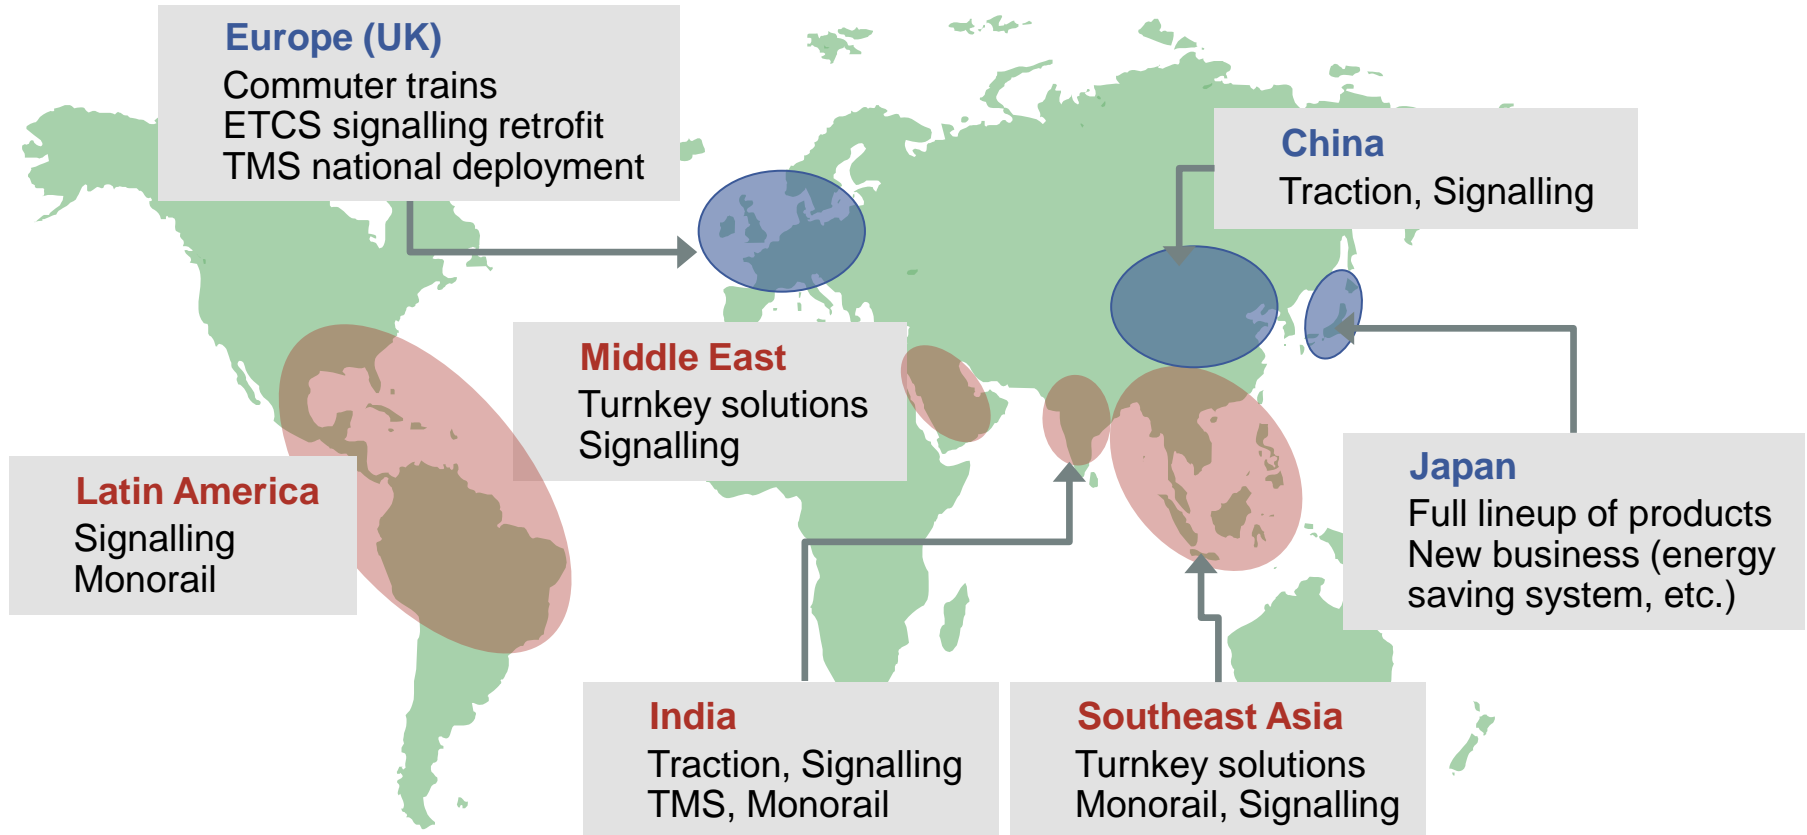 Europe (UK)
Commuter trains
ETCS signalling retrofit
TMS national deployment
China
Traction, Signalling
Middle East
Turnkey solutions
Signalling
Latin America
Signalling
Monorail
Japan
Full lineup of products
New business (energy
saving system, etc.)
India
Traction, Signalling
TMS, Monorail
Southeast Asia
Turnkey solutions
Monorail, Signalling